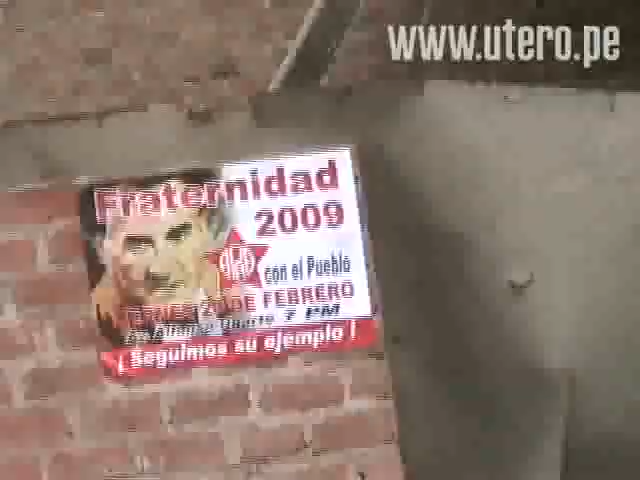 www.utero.pe
Fraternidad
2009
con el Pueblo
DE FEBRERO
7 PM
¡Seguimos su ejemplo!